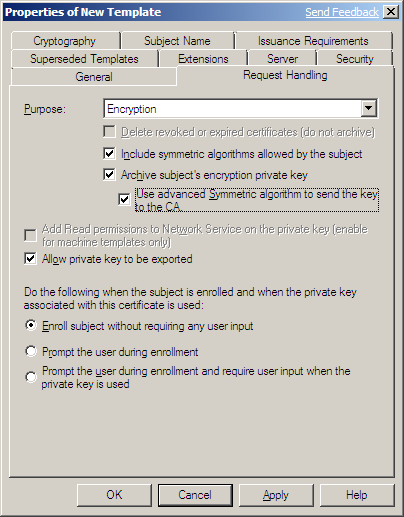 Properties of New Template
Send Feedback
Cryptography
Subject Name
Issuance Requirements
Superseded Templates
Extensions
Server
Security
General
Request Handling
Purpose:
Encryption
Delete revoked or expired certificates (do not archive)
Include symmetric algorithms allowed by the subject
Archive subject's encryption private key
Use advanced Symmetric algorithm to send the key
to the CA.
Add Read permissions to Network Service on the private key (enable
for machine templates only)
Allow private key to be exported
Do the following when the subject is enrolled and when the private key
associated with this certificate is used:
Enroll subject without requiring any user input
Prompt the user during enrollment
Prompt the user during enrollment and require user input when the
private key is used
OK
Cancel
Apply
Help